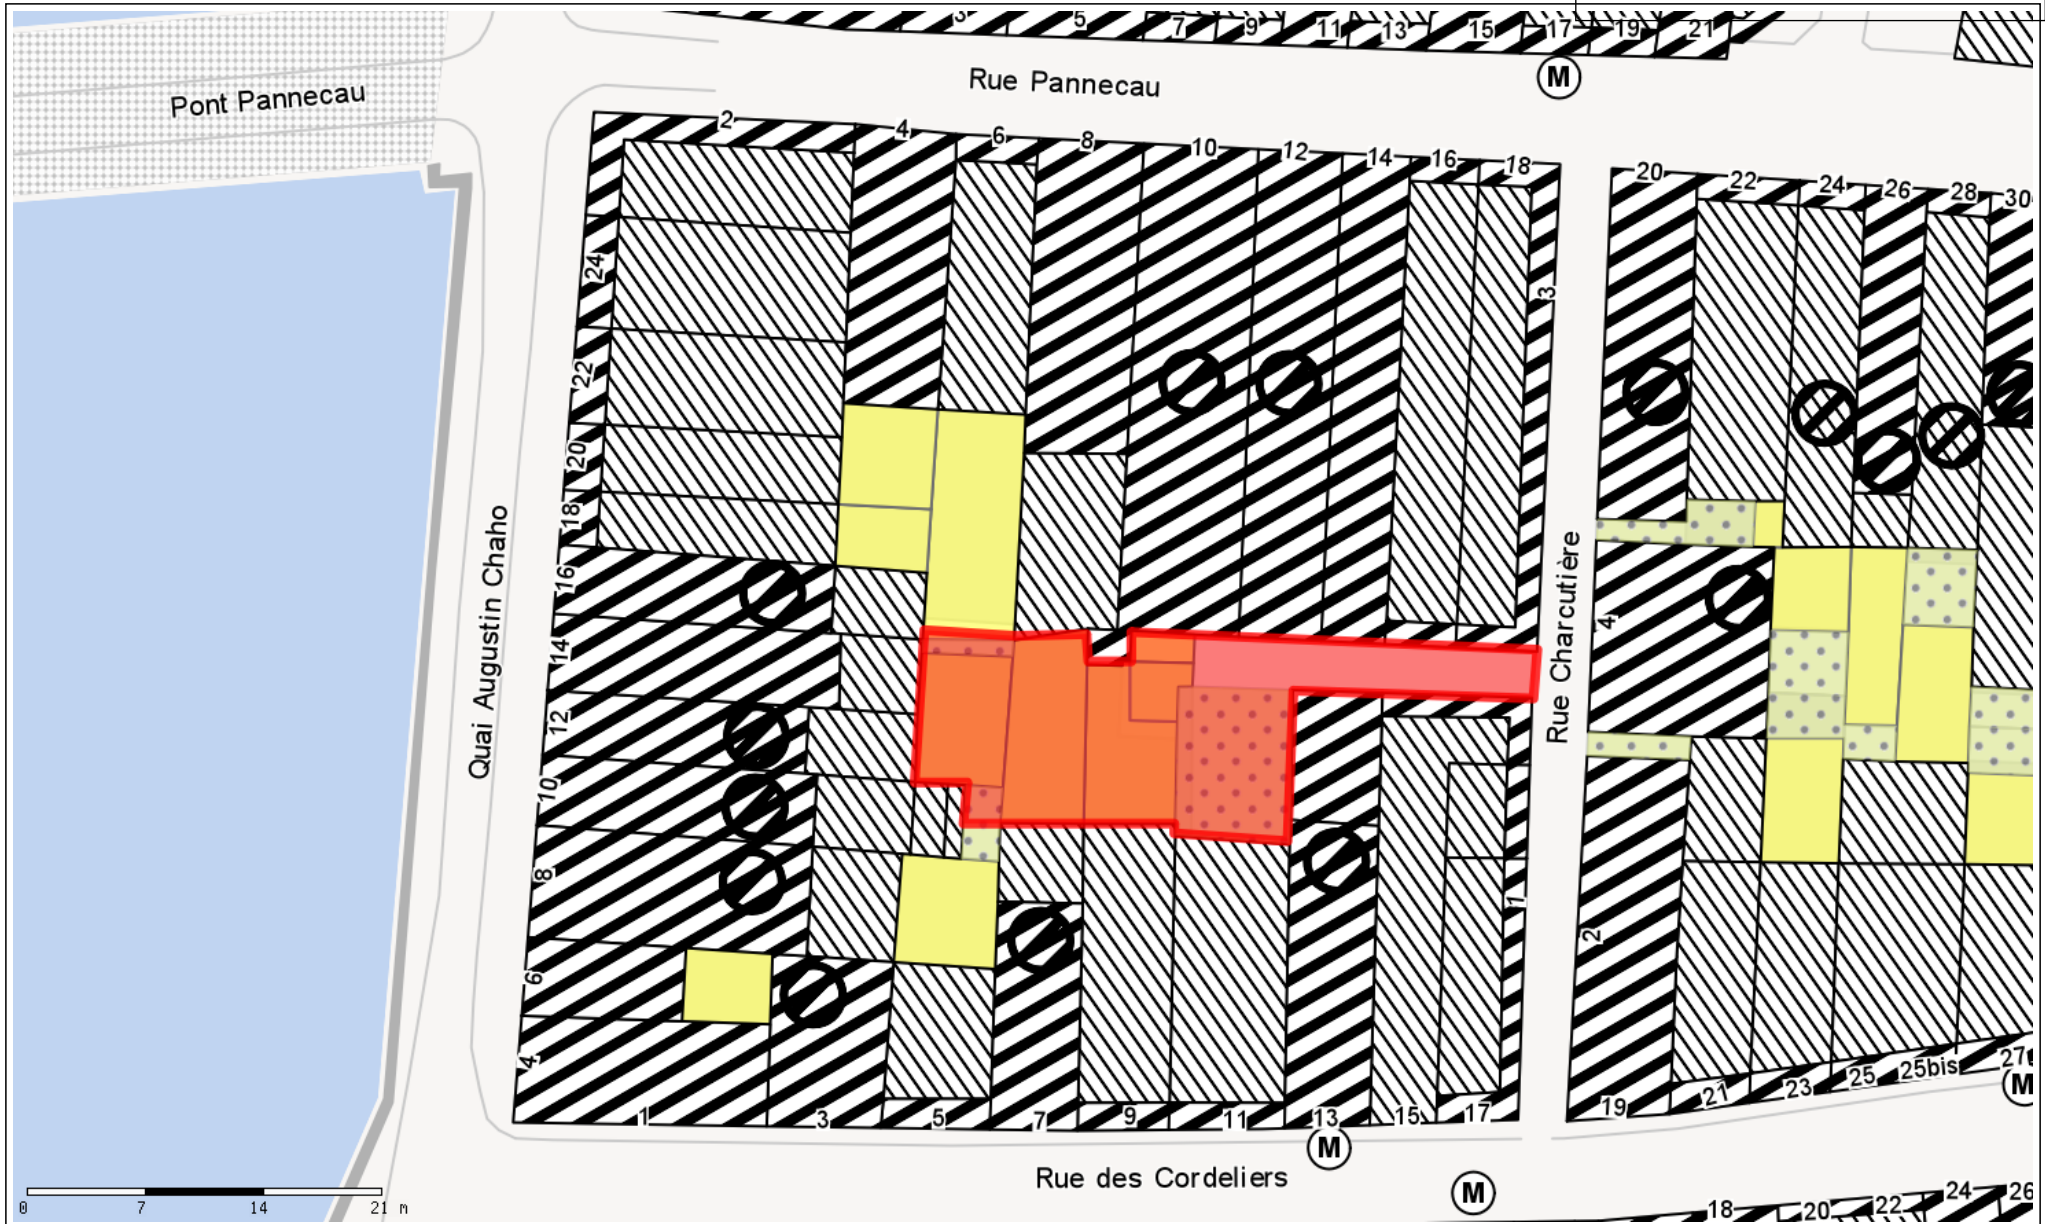 3 5 7 9 11 13 15 17 19 21
M
Rue Pannecau
Pont Pannecau
2 4 6 8 10 12 14 16 18
20 22 24 26 28 30
24
22
20
18
16
14
12
10
8
6
4
Quai Augustin Chaho
3
1
Rue Charcutière
4
2
1 3 5 7 9 11 13 15 17
19 21 23 25 25bis 27
M
M
M
Rue des Cordeliers
18 20 22 24 26
0 7 14 21 m